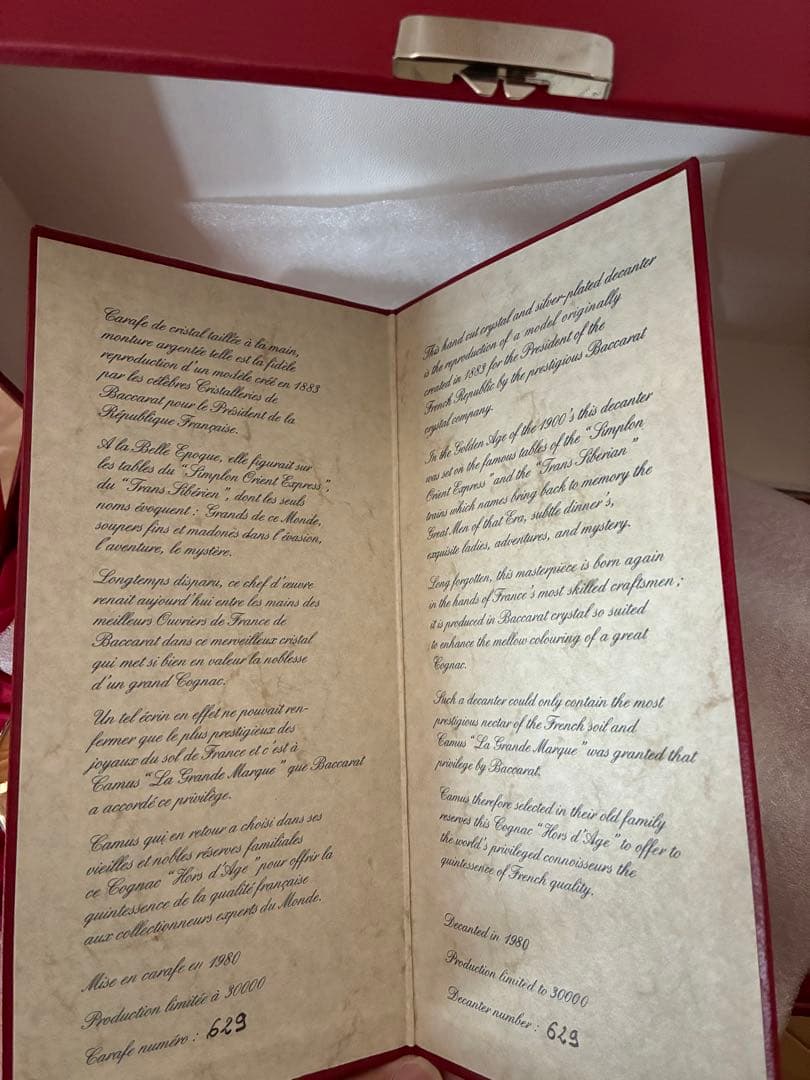 Carafe de cristal taillée à la main,
monture argentée telle est la fidèle
reproduction d'un modèle créé en 1883
par les célèbres Cristalleries de
Baccarat pour le Président de la
République Française.
A la Belle Epoque, elle figurait sur
les tables du "Simplon Orient Express",
du "Trans Sibérien", dont les seuls
noms évoquent : Grands de ce Monde,
soupers fins et madones dans l'évasion,
l'aventure, le mystère.
Longtemps disparu, ce chef d'œuvre
renait aujourd'hui entre les mains des
meilleurs Ouvriers de France de
Baccarat dans ce merveilleux cristal
qui met si bien en valeur la noblesse
d'un grand Cognac.
Un tel écrin en effet ne pouvait ren-
fermer que le plus prestigieux des
joyaux du sol de France et c'est à
Camus "La Grande Marque" que Baccarat
a accordé ce privilège.
Camus qui en retour a choisi dans ses
vieilles et nobles réserves familiales
ce Cognac "Hors d'Age" pour offrir la
quintessence de la qualité française
aux collectionneurs experts du Monde.
Mise en carafe en 1980
Production limitée à 30000
Carafe numéro : 629
This hand cut crystal and silver-plated decanter
is the reproduction of a model originally
created in 1883 for the President of the
French Republic by the prestigious Baccarat
crystal company.
In the Golden Age of the 1900's this decanter
was set on the famous tables of the "Simplon
Orient Express" and the "Trans Siberian"
trains which names bring back to memory the
Great Men of that Era, subtle dinner's,
exquisite ladies, adventures, and mystery.
Long forgotten, this masterpiece is born again
in the hands of France's most skilled craftsmen ;
it is produced in Baccarat crystal so suited
to enhance the mellow colouring of a great
Cognac.
Such a decanter could only contain the most
prestigious nectar of the French soil and
Camus "La Grande Marque" was granted that
privilege by Baccarat.
Camus therefore selected in their old family
reserves this Cognac "Hors d'Age" to offer to
the world's privileged connoisseurs the
quintessence of French quality.
Decanted in 1980
Production limited to 30000
Decanter number : 629